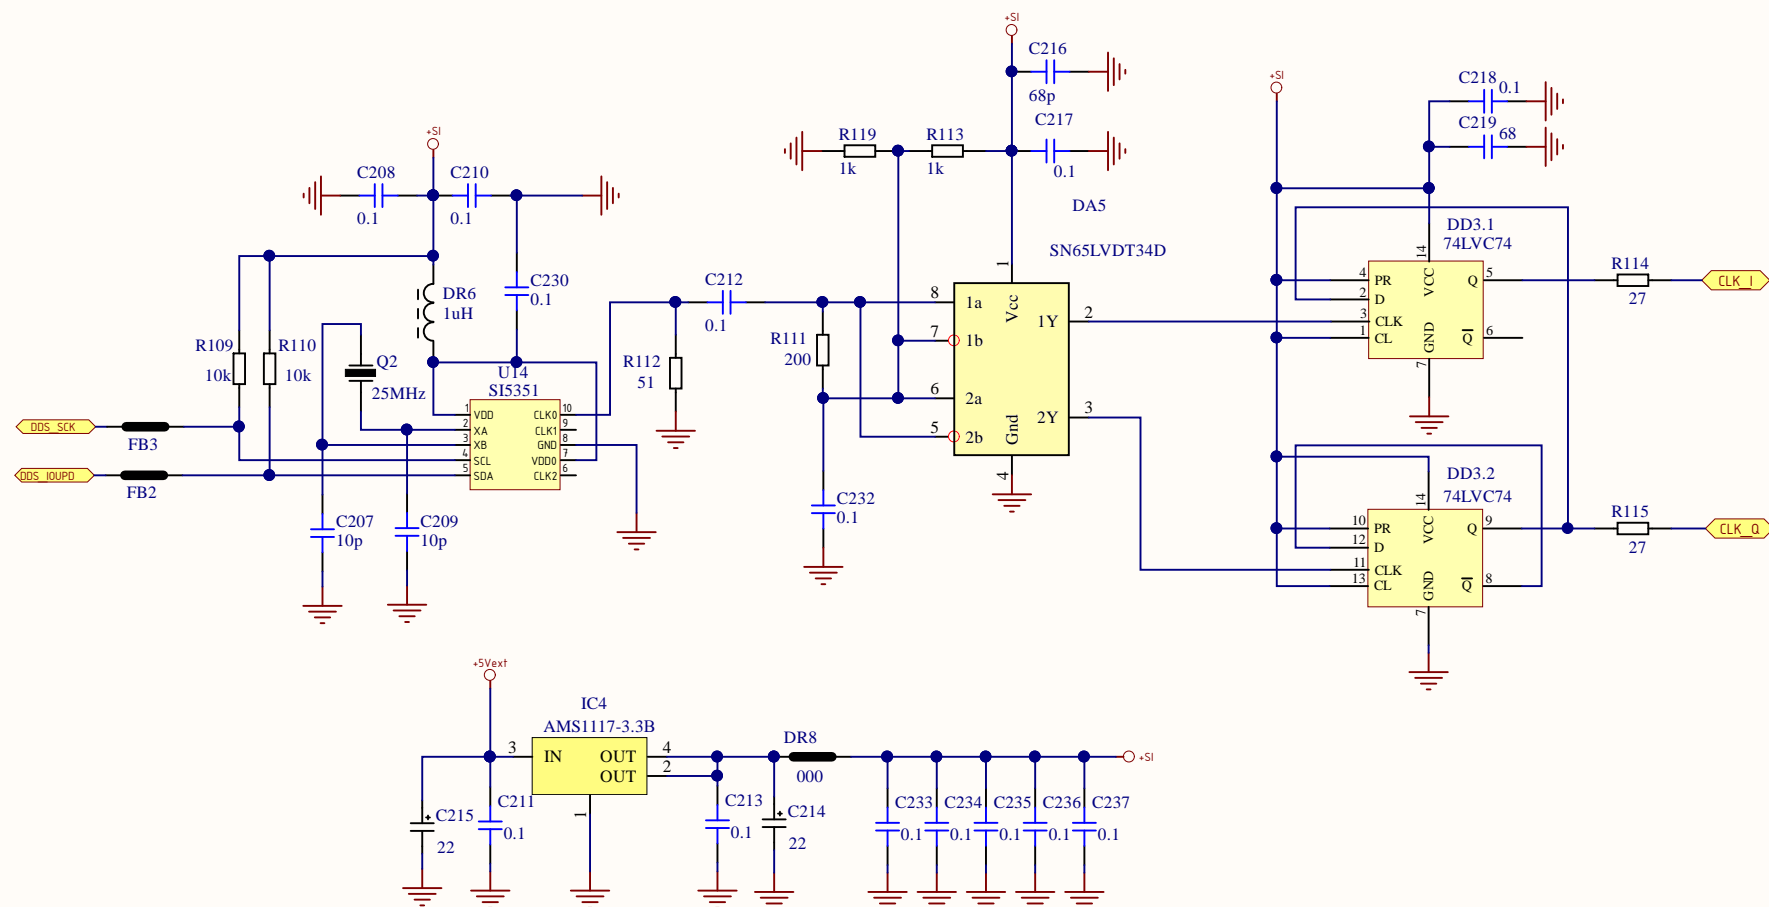 +SI
C208
0.1
C210
0.1
C230
0.1
DR6
1uH
R109
10k
R110
10k
Q2
25MHz
U14
SI5351
1 VDD
2 XA
3 XB
4 SCL
5 SDA
CLK0 10
CLK1 9
GND 8
VDD0 7
CLK2 6
DDS_SCK
FB3
DDS_IOUPD
FB2
C207
10p
C209
10p
R112
51
C212
0.1
R111
200
C232
0.1
+SI
C216
68p
C217
0.1
R119
1k
R113
1k
DA5
SN65LVDT34D
1
Vcc
8 1a
7 1b
6 2a
5 2b
1Y 2
2Y 3
Gnd
4
+SI
C218
0.1
C219
68
DD3.1
74LVC74
14
VCC
4 PR
2 D
3 CLK
1 CL
Q 5
Q 6
GND
7
R114
27
CLK_I
DD3.2
74LVC74
14
VCC
10 PR
12 D
11 CLK
13 CL
Q 9
Q 8
GND
7
R115
27
CLK_Q
+5Vext
IC4
AMS1117-3.3B
3 IN
OUT 4
OUT 2
1
C215
+
22
C211
0.1
C213
0.1
C214
+
22
DR8
000
C233
0.1
C234
0.1
C235
0.1
C236
0.1
C237
0.1
+SI